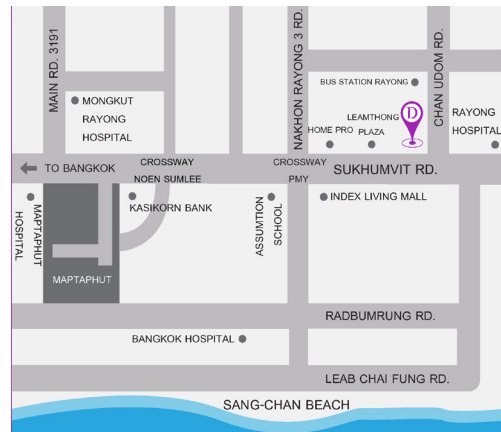 MAIN RD. 3191
NAKHON RAYONG 3 RD.
CHAN UDOM RD.
BUS STATION RAYONG
MONGKUT
RAYONG
HOSPITAL
LEAMTHONG
PLAZA
HOME PRO
D
RAYONG
HOSPITAL
TO BANGKOK
CROSSWAY
NOEN SUMLEE
CROSSWAY
PMY
SUKHUMVIT RD.
MAPTAPHUT
HOSPITAL
KASIKORN BANK
ASSUMTION
SCHOOL
INDEX LIVING MALL
MAPTAPHUT
RADBUMRUNG RD.
BANGKOK HOSPITAL
LEAB CHAI FUNG RD.
SANG-CHAN BEACH